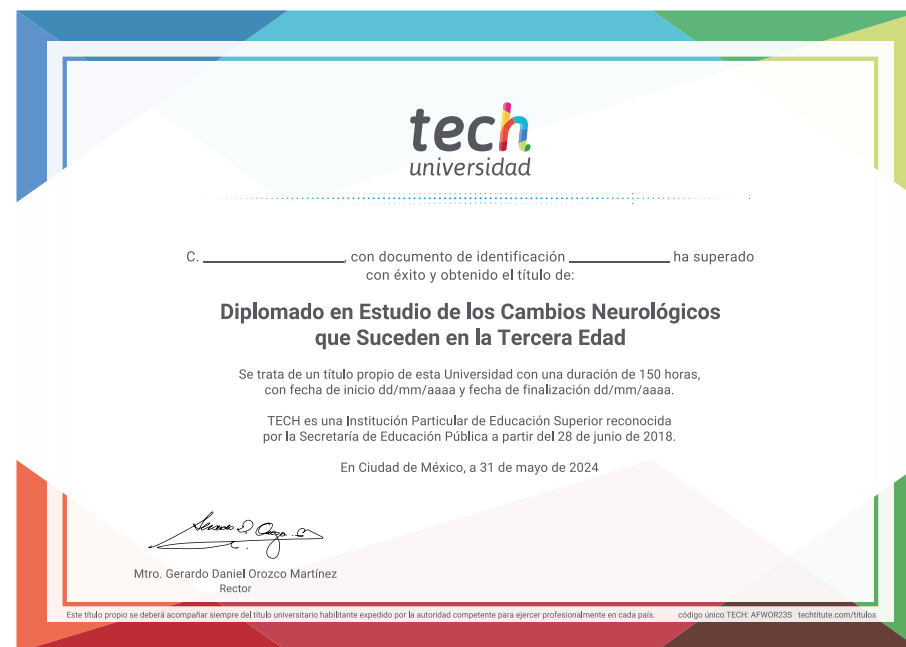 tech
universidad
C. ____________, con documento de identificación _________ ha superado
con éxito y obtenido el título de:
Diplomado en Estudio de los Cambios Neurológicos
que Suceden en la Tercera Edad
Se trata de un título propio de esta Universidad con una duración de 150 horas,
con fecha de inicio dd/mm/aaaa y fecha de finalización dd/mm/aaaa.
TECH es una Institución Particular de Educación Superior reconocida
por la Secretaría de Educación Pública a partir del 28 de junio de 2018.
En Ciudad de México, a 31 de mayo de 2024
Mtro. Gerardo Daniel Orozco Martínez
Rector
Este título propio se deberá acompañar siempre del título universitario habilitante expedido por la autoridad competente para ejercer profesionalmente en cada país. código único TECH: AFWOR23S techtitute.com/titulos